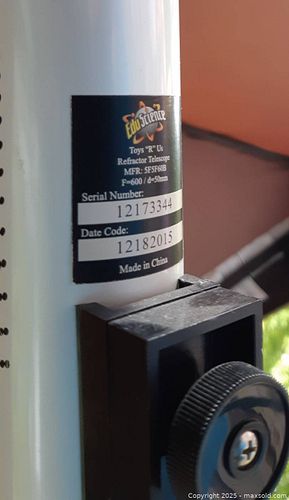 Edu Science
Toys "R" Us
Refractor Telescope
MFR: 5F5F6IB
F=600 / d=50mm
Serial Number:
12173344
Date Code:
12182015
Made in China
Copyright © 2025 - maxsold.com